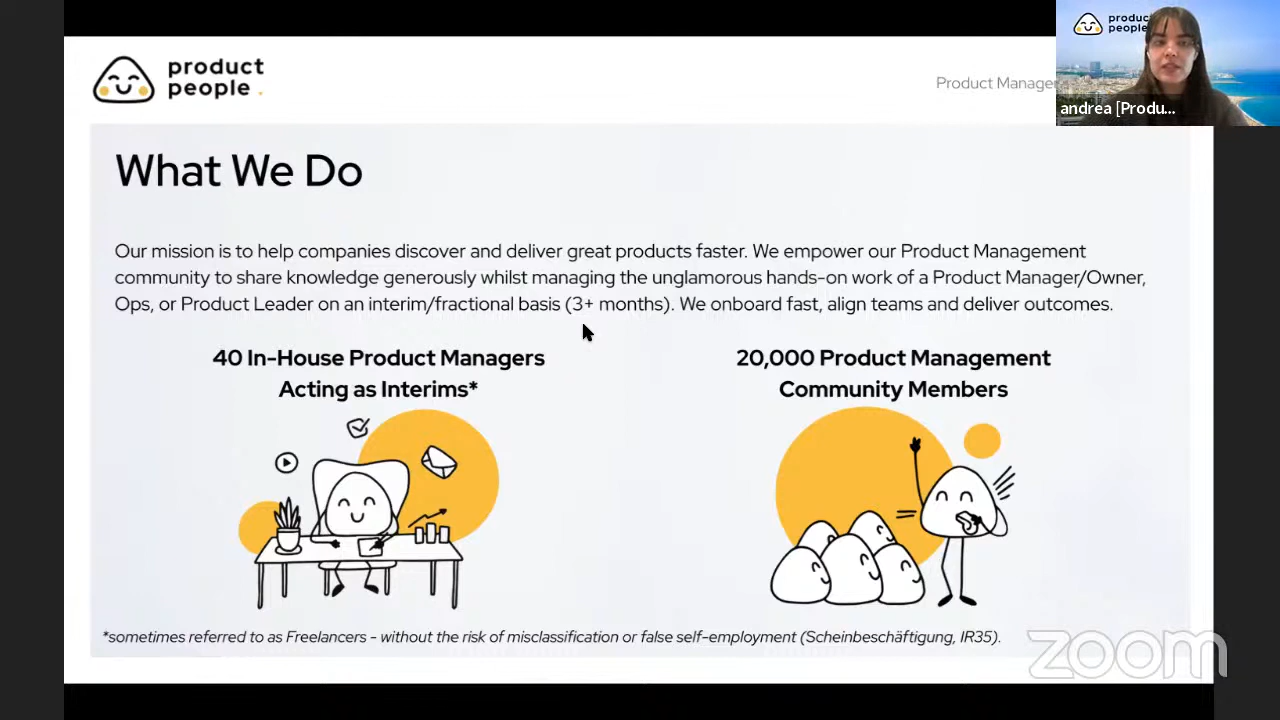 product
people.
Product Manage
product
people
andrea [Produ...
What We Do
Our mission is to help companies discover and deliver great products faster. We empower our Product Management
community to share knowledge generously whilst managing the unglamorous hands-on work of a Product Manager/Owner,
Ops, or Product Leader on an interim/fractional basis (3+ months). We onboard fast, align teams and deliver outcomes.
40 In-House Product Managers
Acting as Interims*
20,000 Product Management
Community Members
*sometimes referred to as Freelancers - without the risk of misclassification or false self-employment (Scheinbeschäftigung, IR35).
zoom